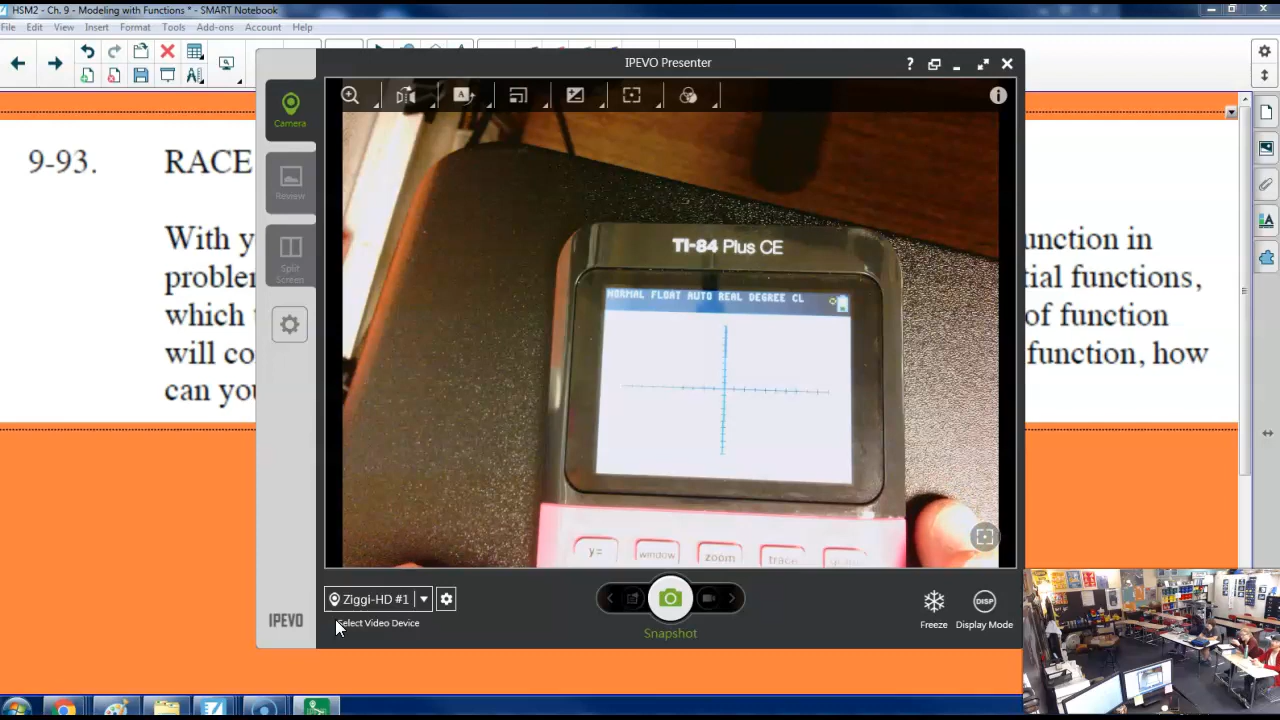 HSM2 - Ch. 9 - Modeling with Functions * - SMART Notebook
File Edit View Insert Format Tools Add-ons Account Help
IPEVO Presenter
?
Camera
Review
Split
Screen
9-93. RACE
With y unction in
proble ial functions,
which of function
will co function, how
can you
TI-84 Plus CE
NORMAL FLOAT AUTO REAL DEGREE CL
y= window zoom trace
IPEVO
Ziggi-HD #1
Select Video Device
Snapshot
Freeze
DISP
Display Mode